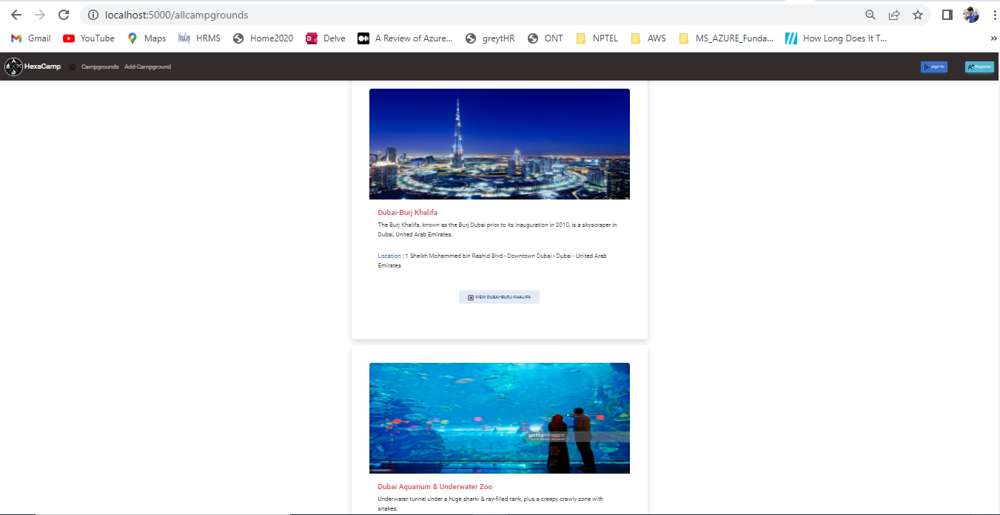 localhost:5000/allcampgrounds
Gmail YouTube Maps HRMS Home2020 Delve A Review of Azure... greytHR ONT NPTEL AWS MS_AZURE_Funda... How Long Does It T... »
HexaCamp Campgrounds Add-Campground sign-in Register
Dubai-Burj Khalifa
The Burj Khalifa, known as the Burj Dubai prior to its inauguration in 2010, is a skyscraper in
Dubai, United Arab Emirates.
Location : 1 Sheikh Mohammed bin Rashid Blvd - Downtown Dubai - Dubai - United Arab
Emirates
VIEW DUBAI-BURJ KHALIFA
gettyimages
Dubai Aquarium & Underwater Zoo
Underwater tunnel under a huge shark- & ray-filled tank, plus a creepy crawly zone with
snakes.